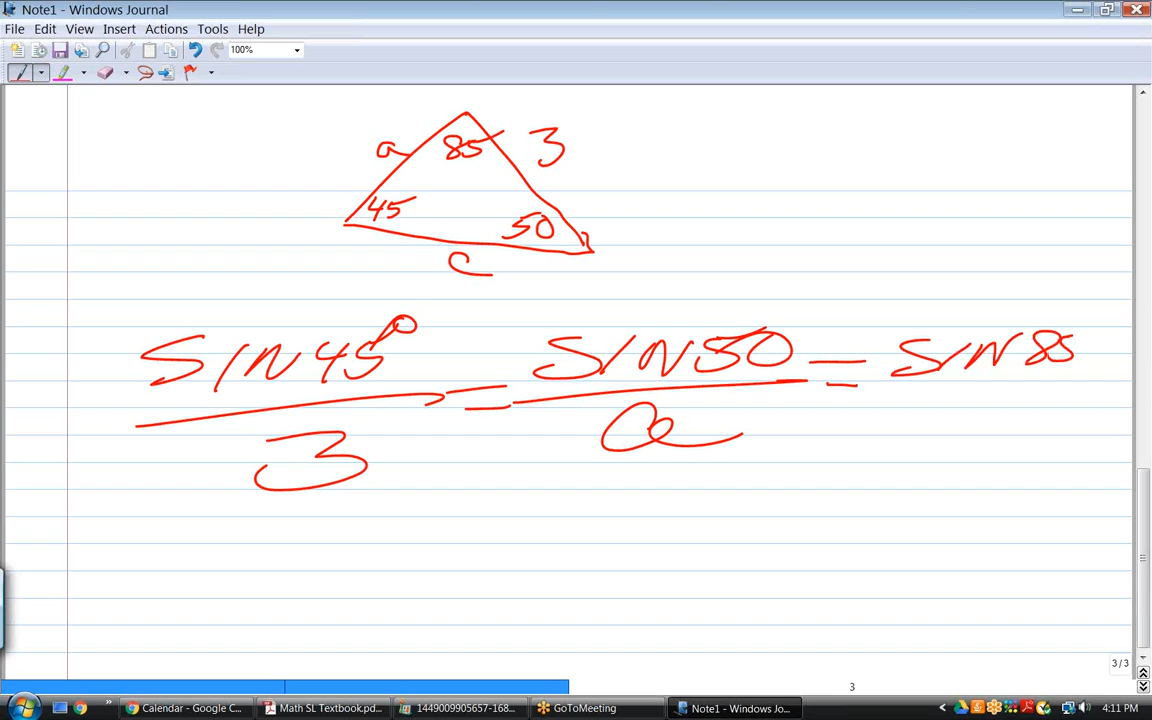 Note1 - Windows Journal
File Edit View Insert Actions Tools Help
100%
a 85 3
45 50
c
SIN 45° = SIN 50 = SIN 85
3 a
3/3
3
Calendar - Google C... Math SL Textbook.pd... 1449009905657-168... GoToMeeting Note1 - Windows Jo... 4:11 PM